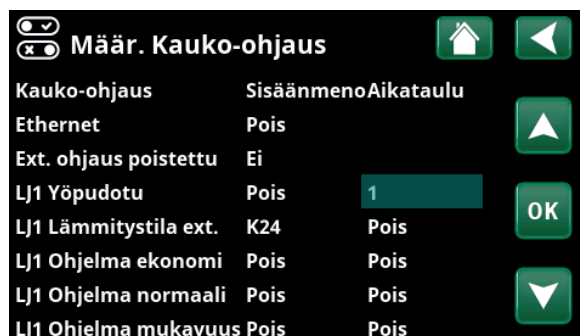 Määr. Kauko-ohjaus
Kauko-ohjaus SisäänmenoAikataulu
Ethernet Pois
Ext. ohjaus poistettu Ei
LJ1 Yöpudotu Pois 1
LJ1 Lämmitystila ext. K24 Pois
OK
LJ1 Ohjelma ekonomi Pois Pois
LJ1 Ohjelma normaali Pois Pois
LJ1 Ohjelma mukavuus Pois Pois